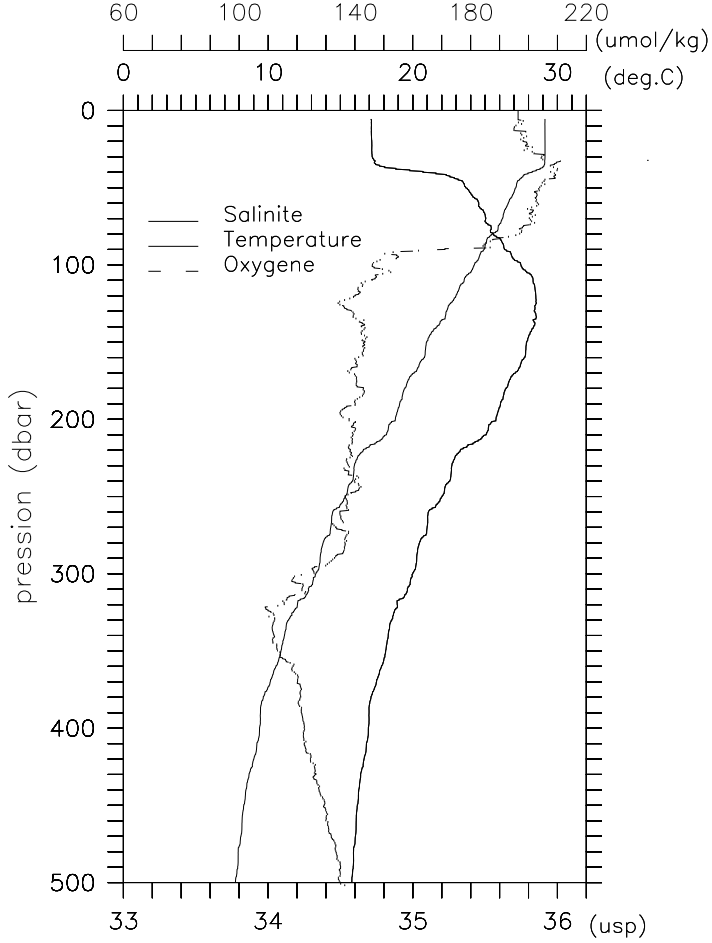 60 100 140 180 220
(umol/kg)
0 10 20 30 (deg.C)
0
Salinite
Temperature
Oxygene
100
200
300
400
500
pression (dbar)
33 34 35 36 (usp)